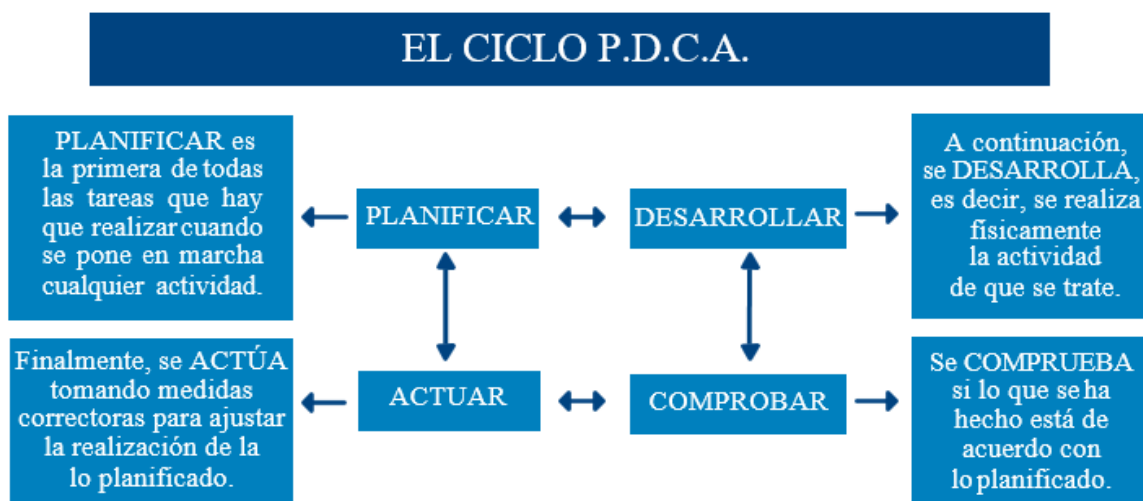 EL CICLO P.D.C.A.
PLANIFICAR es
la primera de todas
las tareas que hay
que realizar cuando
se pone en marcha
cualquier actividad.
PLANIFICAR
DESARROLLAR
A continuación,
se DESARROLLA,
es decir, se realiza
físicamente
la actividad
de que se trate.
Finalmente, se ACTÚA
tomando medidas
correctoras para ajustar
la realización de la
lo planificado.
ACTUAR
COMPROBAR
Se COMPRUEBA
si lo que se ha
hecho está de
acuerdo con
lo planificado.